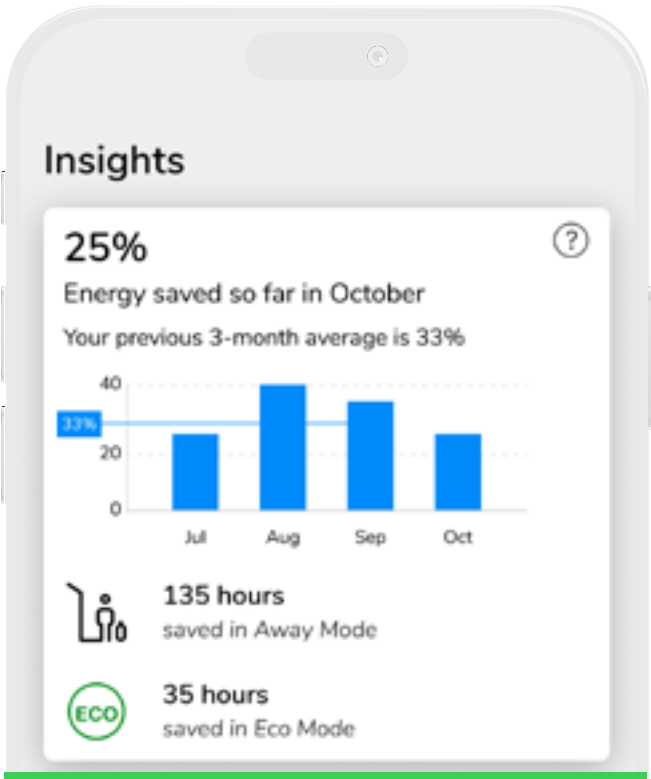 Insights
25%
?
Energy saved so far in October
Your previous 3-month average is 33%
40
33%
20
0
Jul Aug Sep Oct
135 hours
saved in Away Mode
ECO
35 hours
saved in Eco Mode